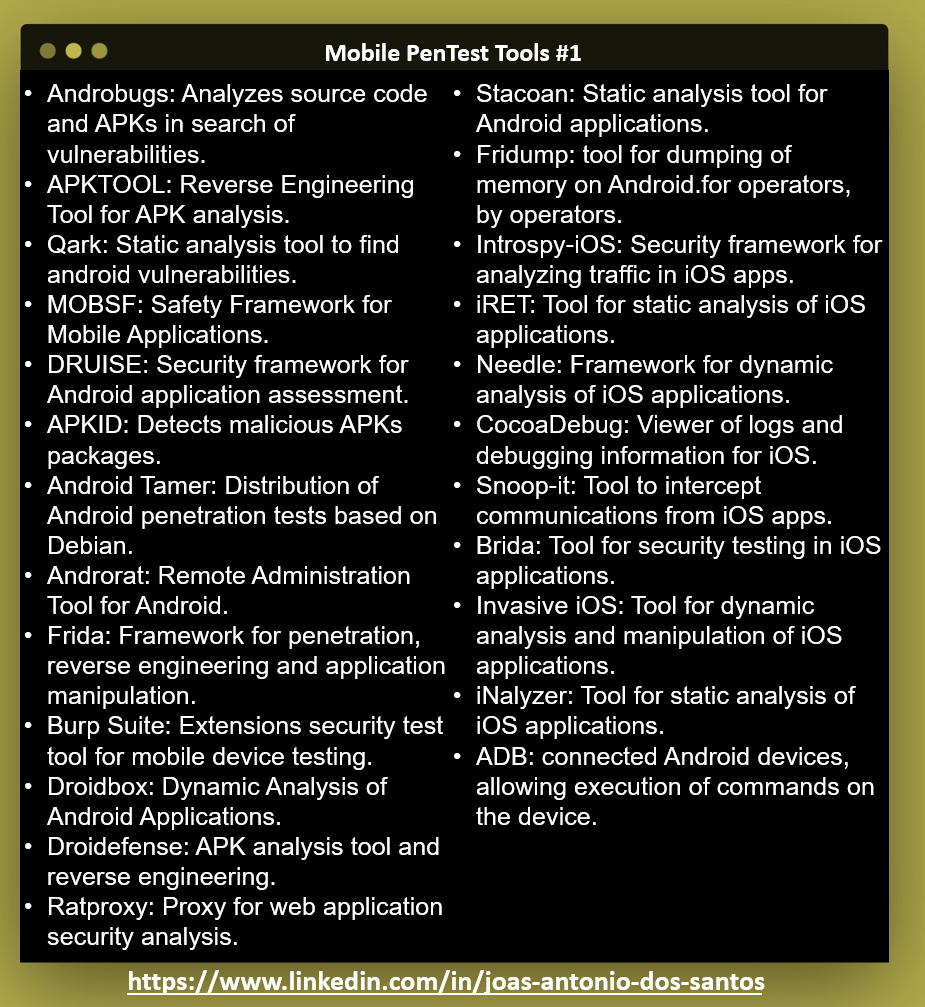 Mobile PenTest Tools #1
• Androbugs: Analyzes source code
and APKs in search of
vulnerabilities.
• APKTOOL: Reverse Engineering
Tool for APK analysis.
• Qark: Static analysis tool to find
android vulnerabilities.
• MOBSF: Safety Framework for
Mobile Applications.
• DRUISE: Security framework for
Android application assessment.
• APKID: Detects malicious APKs
packages.
• Android Tamer: Distribution of
Android penetration tests based on
Debian.
• Androrat: Remote Administration
Tool for Android.
• Frida: Framework for penetration,
reverse engineering and application
manipulation.
• Burp Suite: Extensions security test
tool for mobile device testing.
• Droidbox: Dynamic Analysis of
Android Applications.
• Droidefense: APK analysis tool and
reverse engineering.
• Ratproxy: Proxy for web application
security analysis.
• Stacoan: Static analysis tool for
Android applications.
• Fridump: tool for dumping of
memory on Android.for operators,
by operators.
• Introspy-iOS: Security framework for
analyzing traffic in iOS apps.
• iRET: Tool for static analysis of iOS
applications.
• Needle: Framework for dynamic
analysis of iOS applications.
• CocoaDebug: Viewer of logs and
debugging information for iOS.
• Snoop-it: Tool to intercept
communications from iOS apps.
• Brida: Tool for security testing in iOS
applications.
• Invasive iOS: Tool for dynamic
analysis and manipulation of iOS
applications.
• iNalyzer: Tool for static analysis of
iOS applications.
• ADB: connected Android devices,
allowing execution of commands on
the device.
https://www.linkedin.com/in/joas-antonio-dos-santos